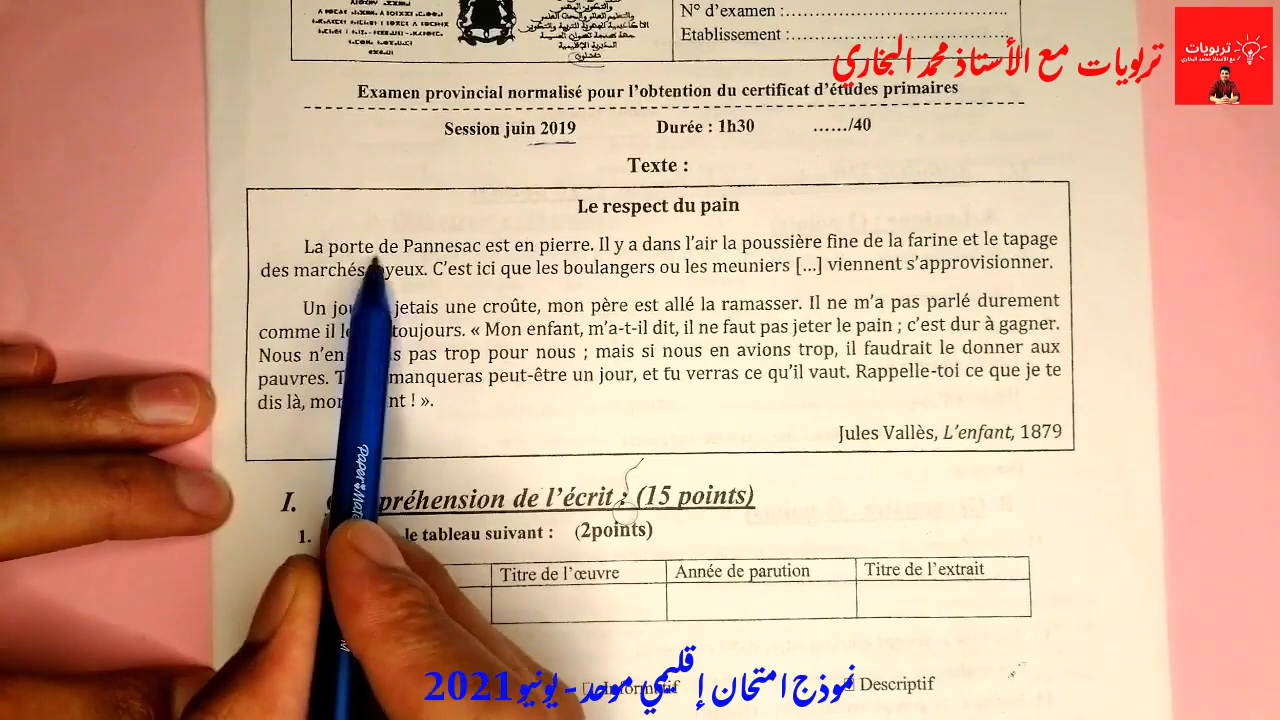 N° d'examen :
Etablissement :
تربويات
مع الأستاذ محمد البخاري
تربويات مع الأستاذ محمد البخاري
Examen provincial normalisé pour l'obtention du certificat d'études primaires
Session juin 2019 Durée : 1h30 ....../40
Texte :
Le respect du pain
La porte de Pannesac est en pierre. Il y a dans l'air la poussière fine de la farine et le tapage
des marchés yeux. C'est ici que les boulangers ou les meuniers [...] viennent s'approvisionner.
Un jetais une croûte, mon père est allé la ramasser. Il ne m'a pas parlé durement
comme il toujours. « Mon enfant, m'a-t-il dit, il ne faut pas jeter le pain ; c'est dur à gagner.
Nous pas trop pour nous ; mais si nous en avions trop, il faudrait le donner aux
pauvres. manqueras peut-être un jour, et tu verras ce qu'il vaut. Rappelle-toi ce que je te
dis là, ! ».
Jules Vallès, L'enfant, 1879
I. préhension de l'écrit : (15 points)
1. le tableau suivant : (2points)
Titre de l'œuvre Année de parution Titre de l'extrait
Informatif Descriptif
نموذج امتحان إقليمي موحد - يونيو 2021